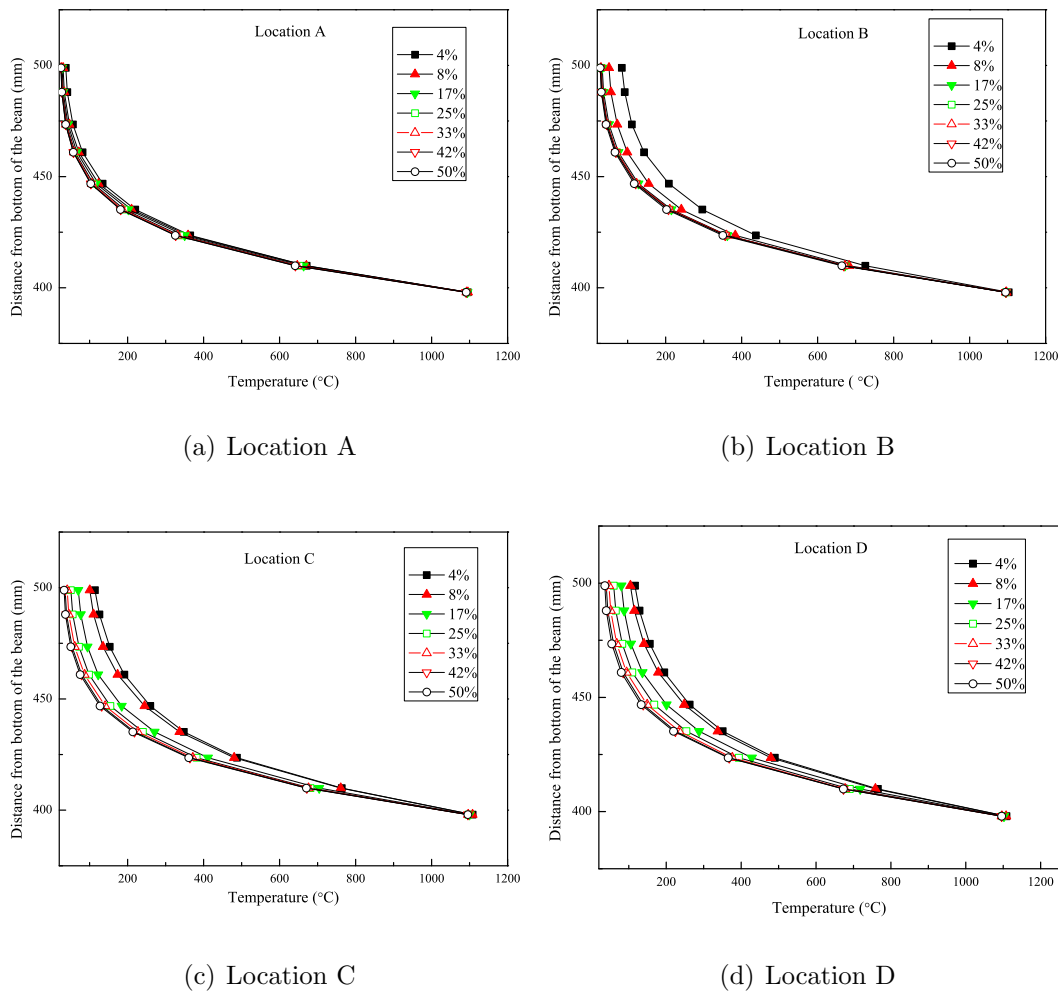 Location A
4%
8%
17%
25%
33%
42%
50%
500
450
400
Distance from bottom of the beam (mm)
200 400 600 800 1000 1200
Temperature (°C)
(a) Location A
Location B
4%
8%
17%
25%
33%
42%
50%
500
450
400
Distance from bottom of the beam (mm)
200 400 600 800 1000 1200
Temperature ( °C)
(b) Location B
Location C
4%
8%
17%
25%
33%
42%
50%
500
450
400
Distance from bottom of the beam (mm)
200 400 600 800 1000 1200
Temperature (°C)
(c) Location C
Location D
4%
8%
17%
25%
33%
42%
50%
500
450
400
Distance from bottom of the beam (mm)
200 400 600 800 1000
Temperature (°C)
(d) Location D